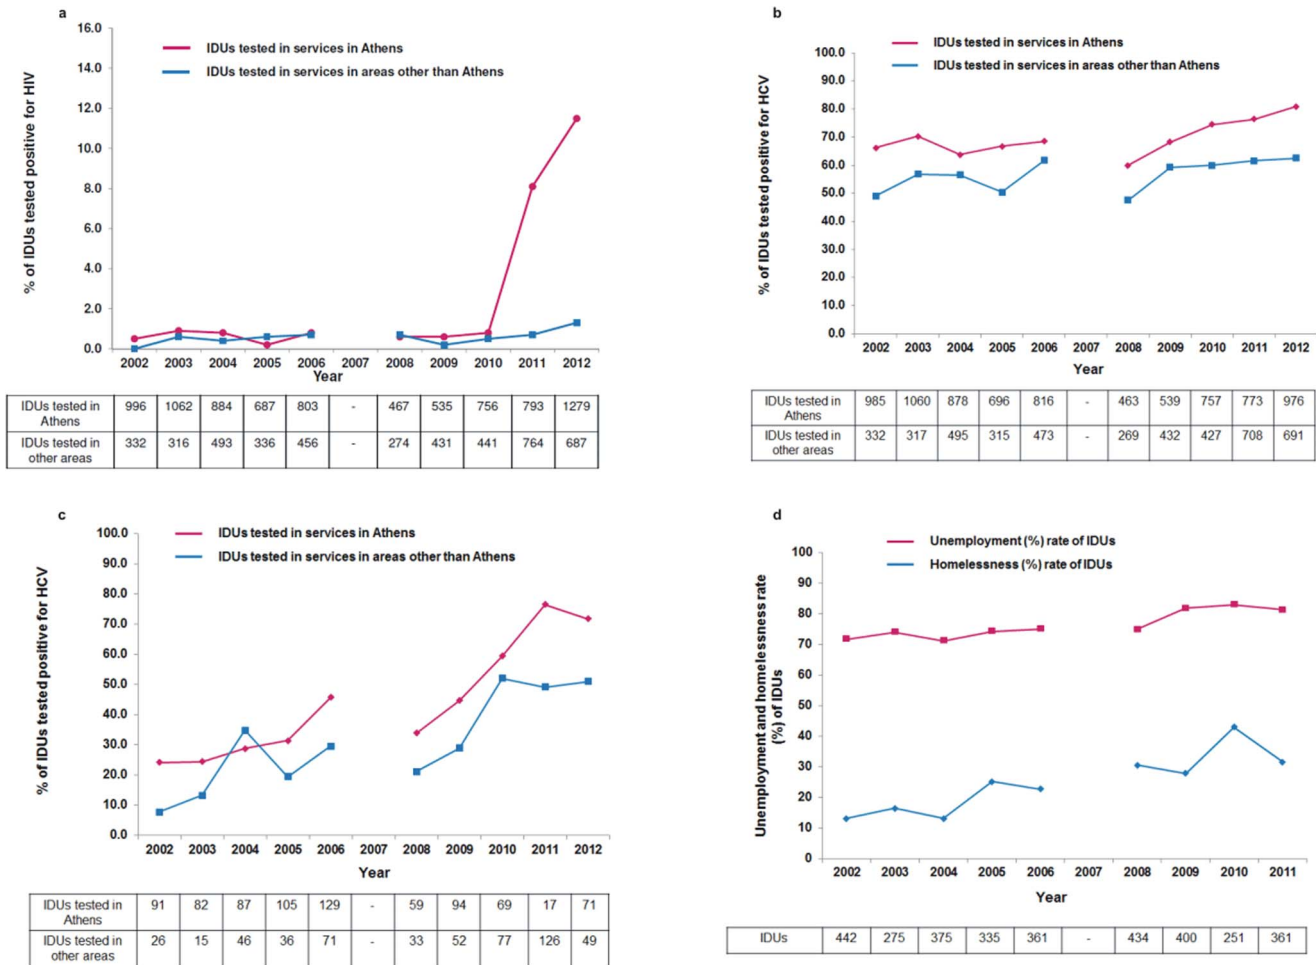 a
% of IDUs tested positive for HIV
IDUs tested in services in Athens
IDUs tested in services in areas other than Athens
16.0
14.0
12.0
10.0
8.0
6.0
4.0
2.0
0.0
2002 2003 2004 2005 2006 2007 2008 2009 2010 2011 2012
Year
IDUs tested in Athens 996 1062 884 687 803 - 467 535 756 793 1279
IDUs tested in other areas 332 316 493 336 456 - 274 431 441 764 687
b
% of IDUs tested positive for HCV
IDUs tested in services in Athens
IDUs tested in services in areas other than Athens
100.0
90.0
80.0
70.0
60.0
50.0
40.0
30.0
20.0
10.0
0.0
2002 2003 2004 2005 2006 2007 2008 2009 2010 2011 2012
Year
IDUs tested in Athens 985 1060 878 696 816 - 463 539 757 773 976
IDUs tested in other areas 332 317 495 315 473 - 269 432 427 708 691
c
% of IDUs tested positive for HCV
IDUs tested in services in Athens
IDUs tested in services in areas other than Athens
100.0
90.0
80.0
70.0
60.0
50.0
40.0
30.0
20.0
10.0
0.0
2002 2003 2004 2005 2006 2007 2008 2009 2010 2011 2012
Year
IDUs tested in Athens 91 82 87 105 129 - 59 94 69 17 71
IDUs tested in other areas 26 15 46 36 71 - 33 52 77 126 49
d
Unemployment and homelessness rate
(%) of IDUs
Unemployment (%) rate of IDUs
Homelessness (%) rate of IDUs
100
90
80
70
60
50
40
30
20
10
0
2002 2003 2004 2005 2006 2007 2008 2009 2010 2011
Year
IDUs 442 275 375 335 361 - 434 400 251 361